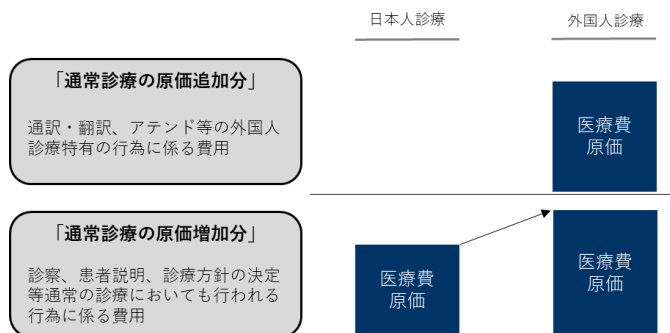 日本人診療
外国人診療
「通常診療の原価追加分」
通訳・翻訳、アテンド等の外国人
診療特有の行為に係る費用
医療費
原価
「通常診療の原価増加分」
診察、患者説明、診療方針の決定
等通常の診療においても行われる
行為に係る費用
医療費
原価
医療費
原価